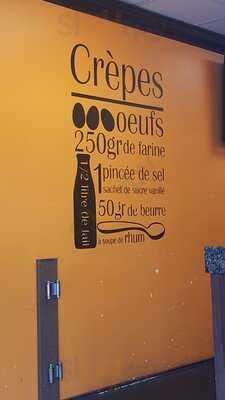 Crèpes
oeufs
250gr de farine
1 pincée de sel
sachet de sucre vanillé
1/2 litre de lait
50gr de beurre
à soupe de rhum